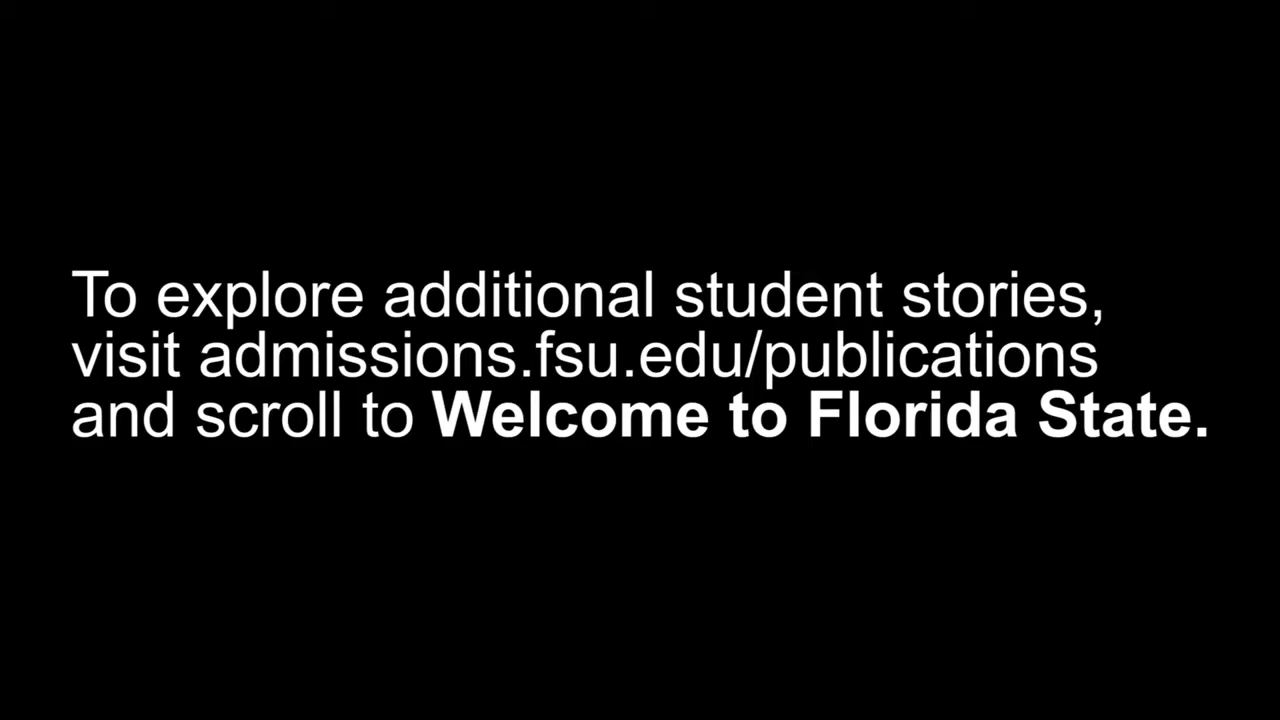 To explore additional student stories,
visit admissions.fsu.edu/publications
and scroll to Welcome to Florida State.